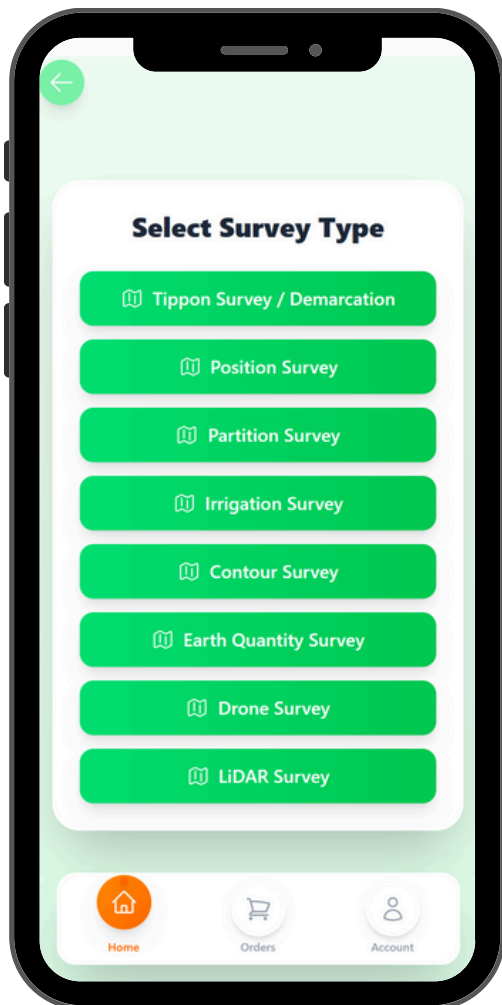 Select Survey Type
Tippon Survey / Demarcation
Position Survey
Partition Survey
Irrigation Survey
Contour Survey
Earth Quantity Survey
Drone Survey
LiDAR Survey
Home Orders Account